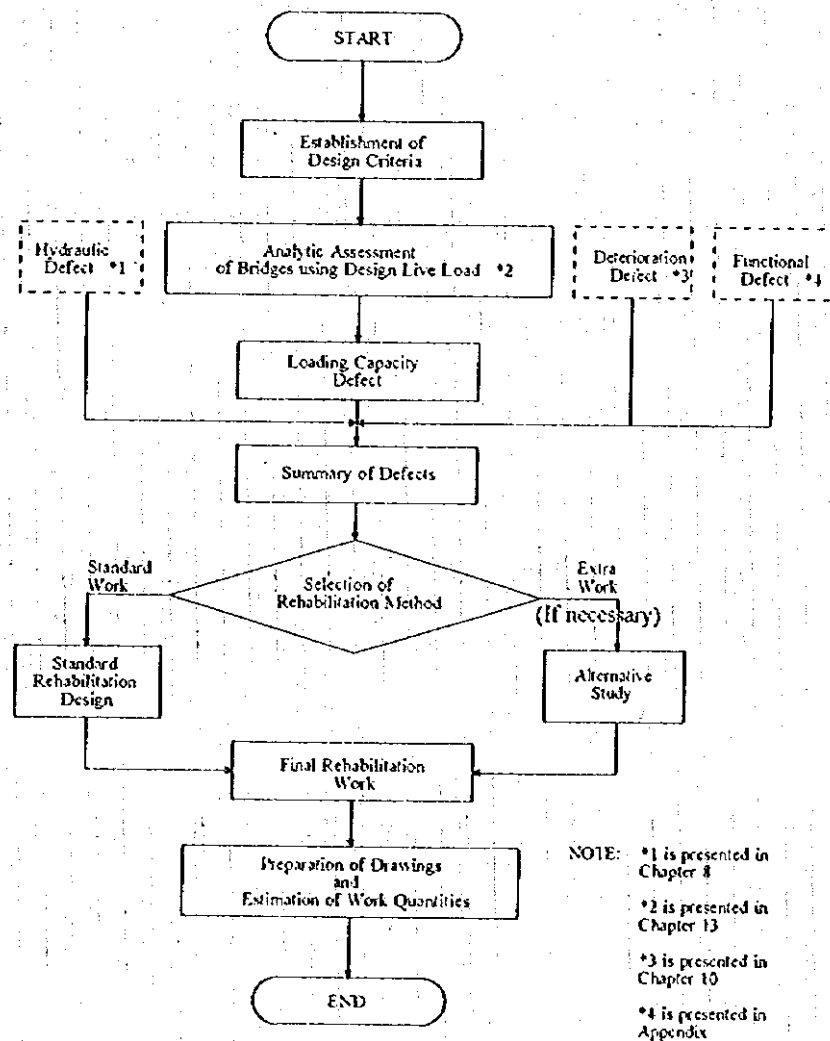 START
Establishment of
Design Criteria
Hydraulic
Defect *1
Analytic Assessment
of Bridges using Design Live Load *2
Deterioration
Defect *3
Functional
Defect *4
Loading Capacity
Defect
Summary of Defects
Standard
Work
Selection of
Rehabilitation Method
Extra
Work
(If necessary)
Standard
Rehabilitation
Design
Alternative
Study
Final Rehabilitation
Work
Preparation of Drawings
and
Estimation of Work Quantities
END
NOTE: *1 is presented in
Chapter 8
*2 is presented in
Chapter 13
*3 is presented in
Chapter 10
*4 is presented in
Appendix